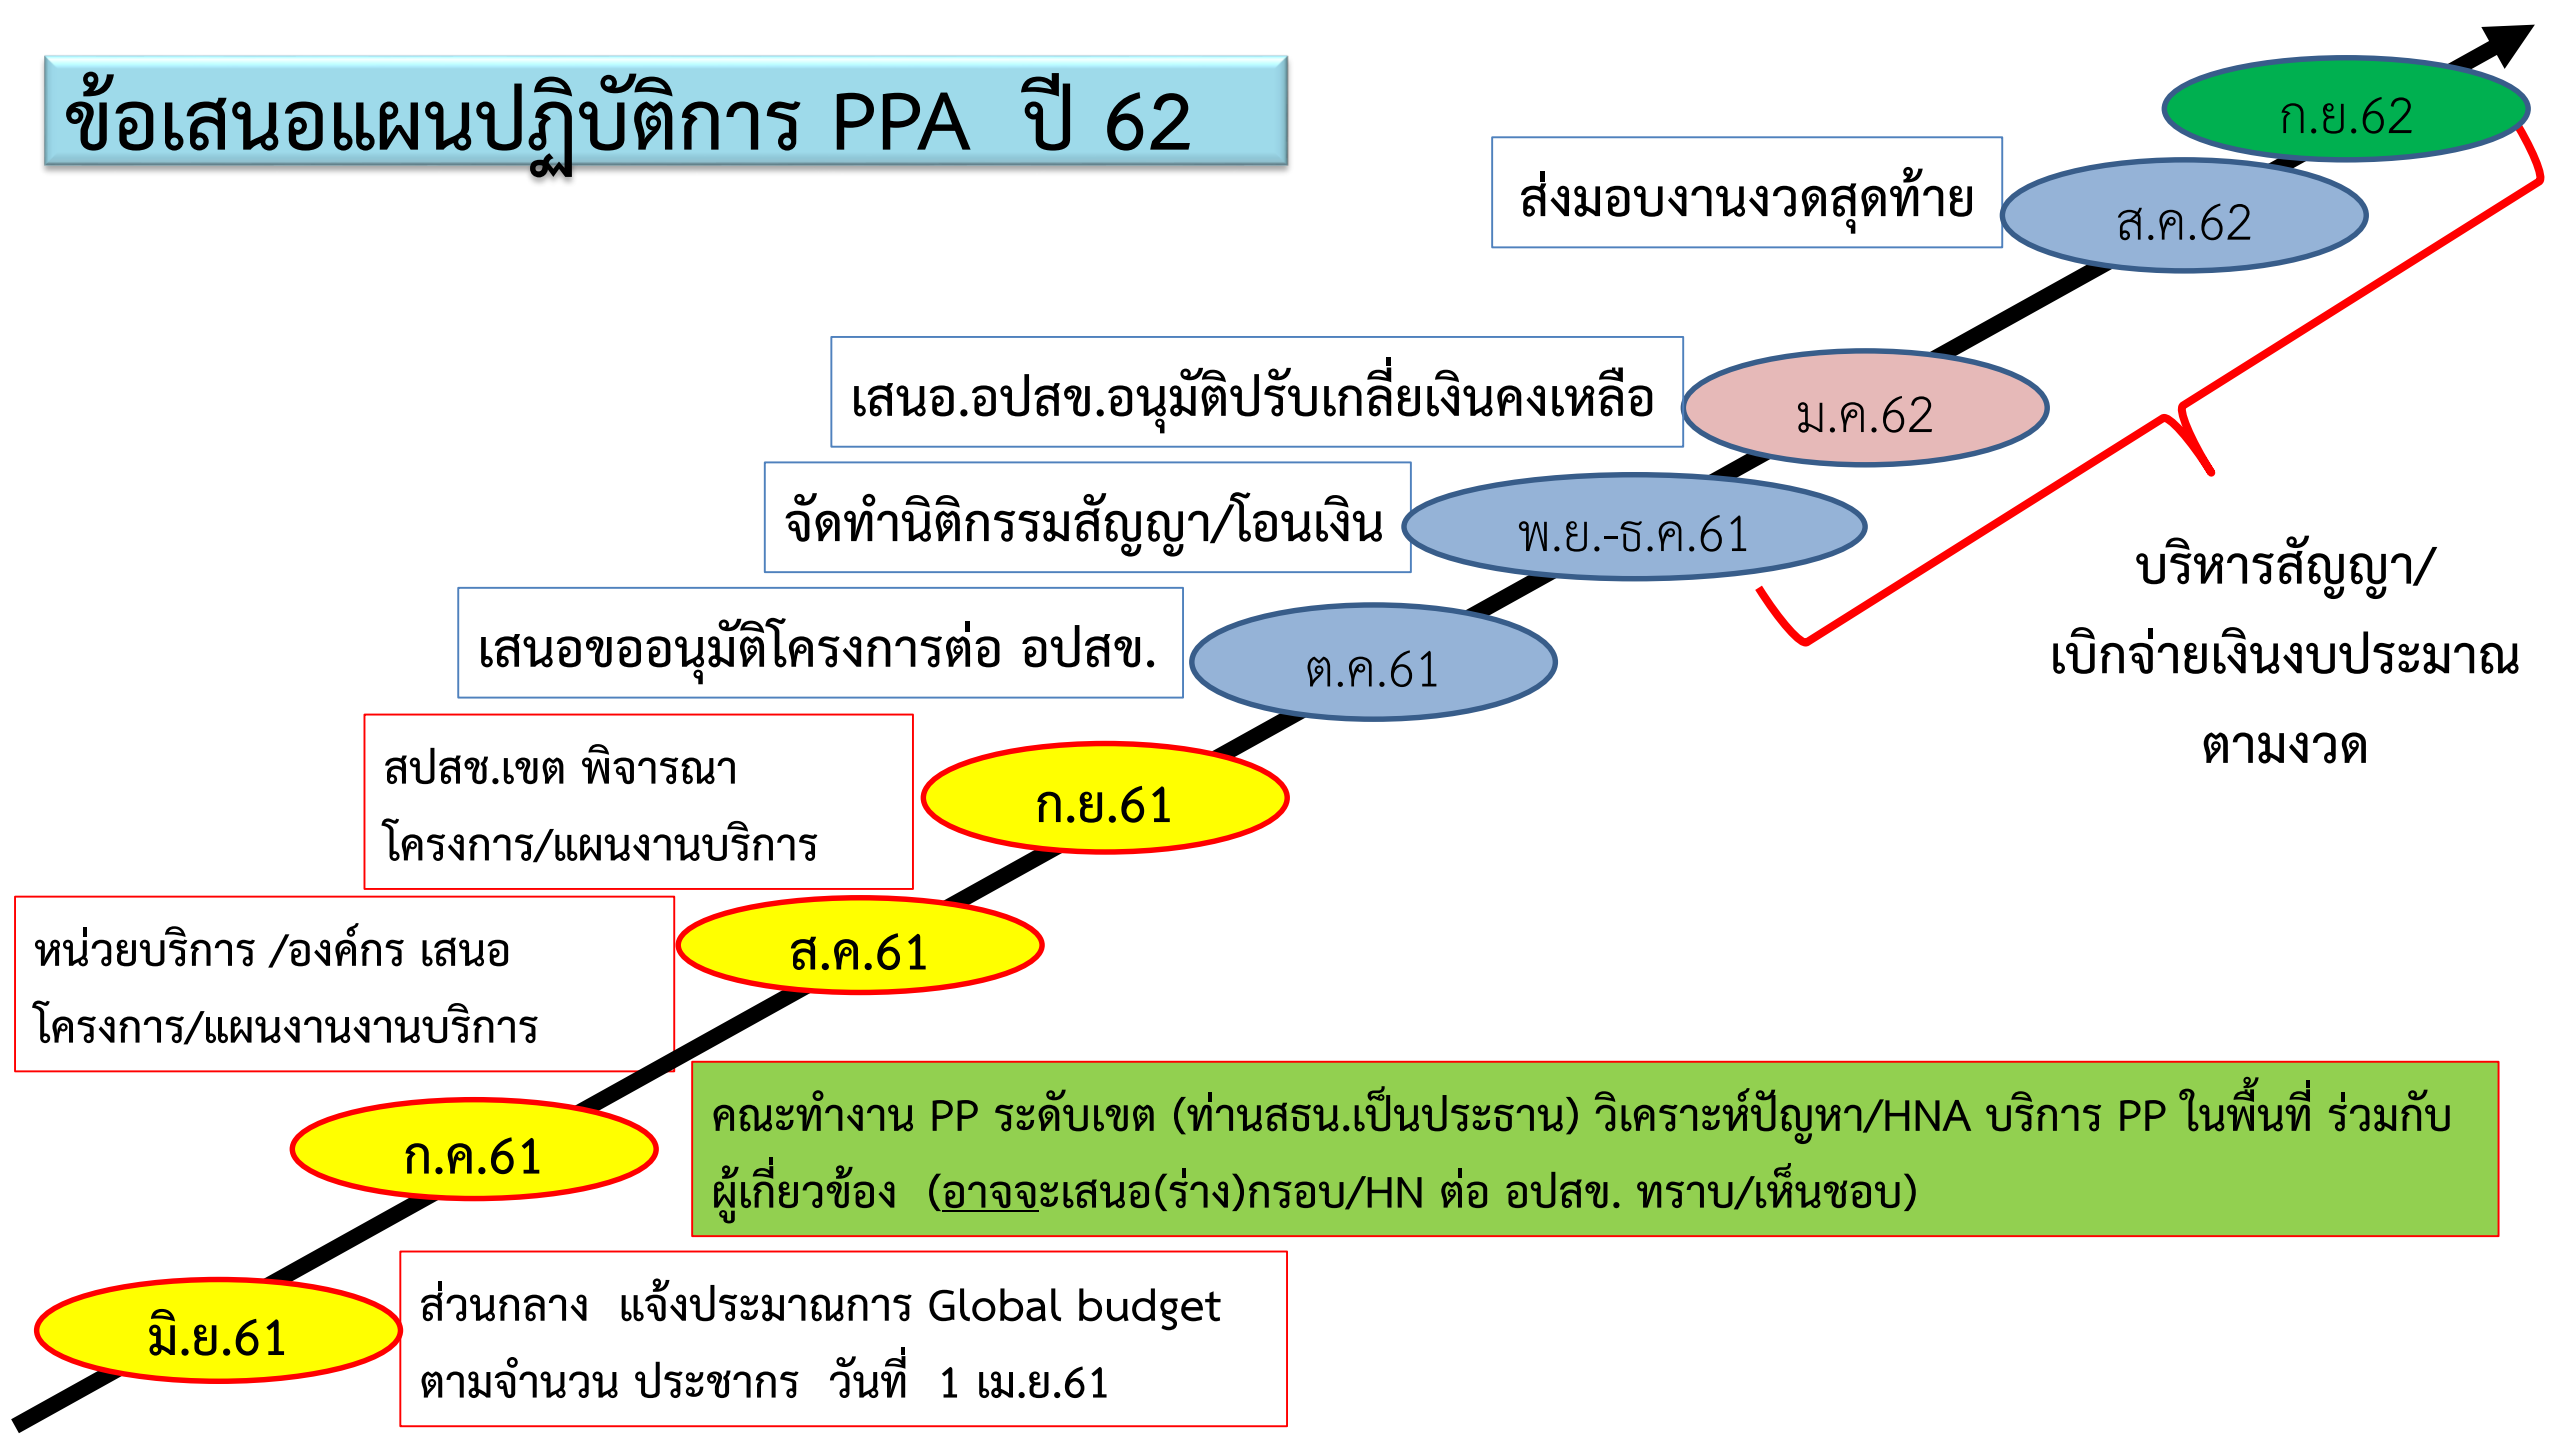 ข้อเสนอแผนปฏิบัติการ PPA ปี 62
ก.ย.62
ส่งมอบงานงวดสุดท้าย
ส.ค.62
เสนอ.อปสข.อนุมัติปรับเกลี่ยเงินคงเหลือ
ม.ค.62
จัดทำนิติกรรมสัญญา/โอนเงิน
พ.ย.-ธ.ค.61
บริหารสัญญา/
เบิกจ่ายเงินงบประมาณ
ตามงวด
เสนอขออนุมัติโครงการต่อ อปสข.
ต.ค.61
สปสช.เขต พิจารณา
โครงการ/แผนงานบริการ
ก.ย.61
หน่วยบริการ /องค์กร เสนอ
โครงการ/แผนงานงานบริการ
ส.ค.61
ก.ค.61
คณะทำงาน PP ระดับเขต (ท่านสธน.เป็นประธาน) วิเคราะห์ปัญหา/HNA บริการ PP ในพื้นที่ ร่วมกับ
ผู้เกี่ยวข้อง (อาจจะเสนอ(ร่าง)กรอบ/HN ต่อ อปสข. ทราบ/เห็นชอบ)
มิ.ย.61
ส่วนกลาง แจ้งประมาณการ Global budget
ตามจำนวน ประชากร วันที่ 1 เม.ย.61